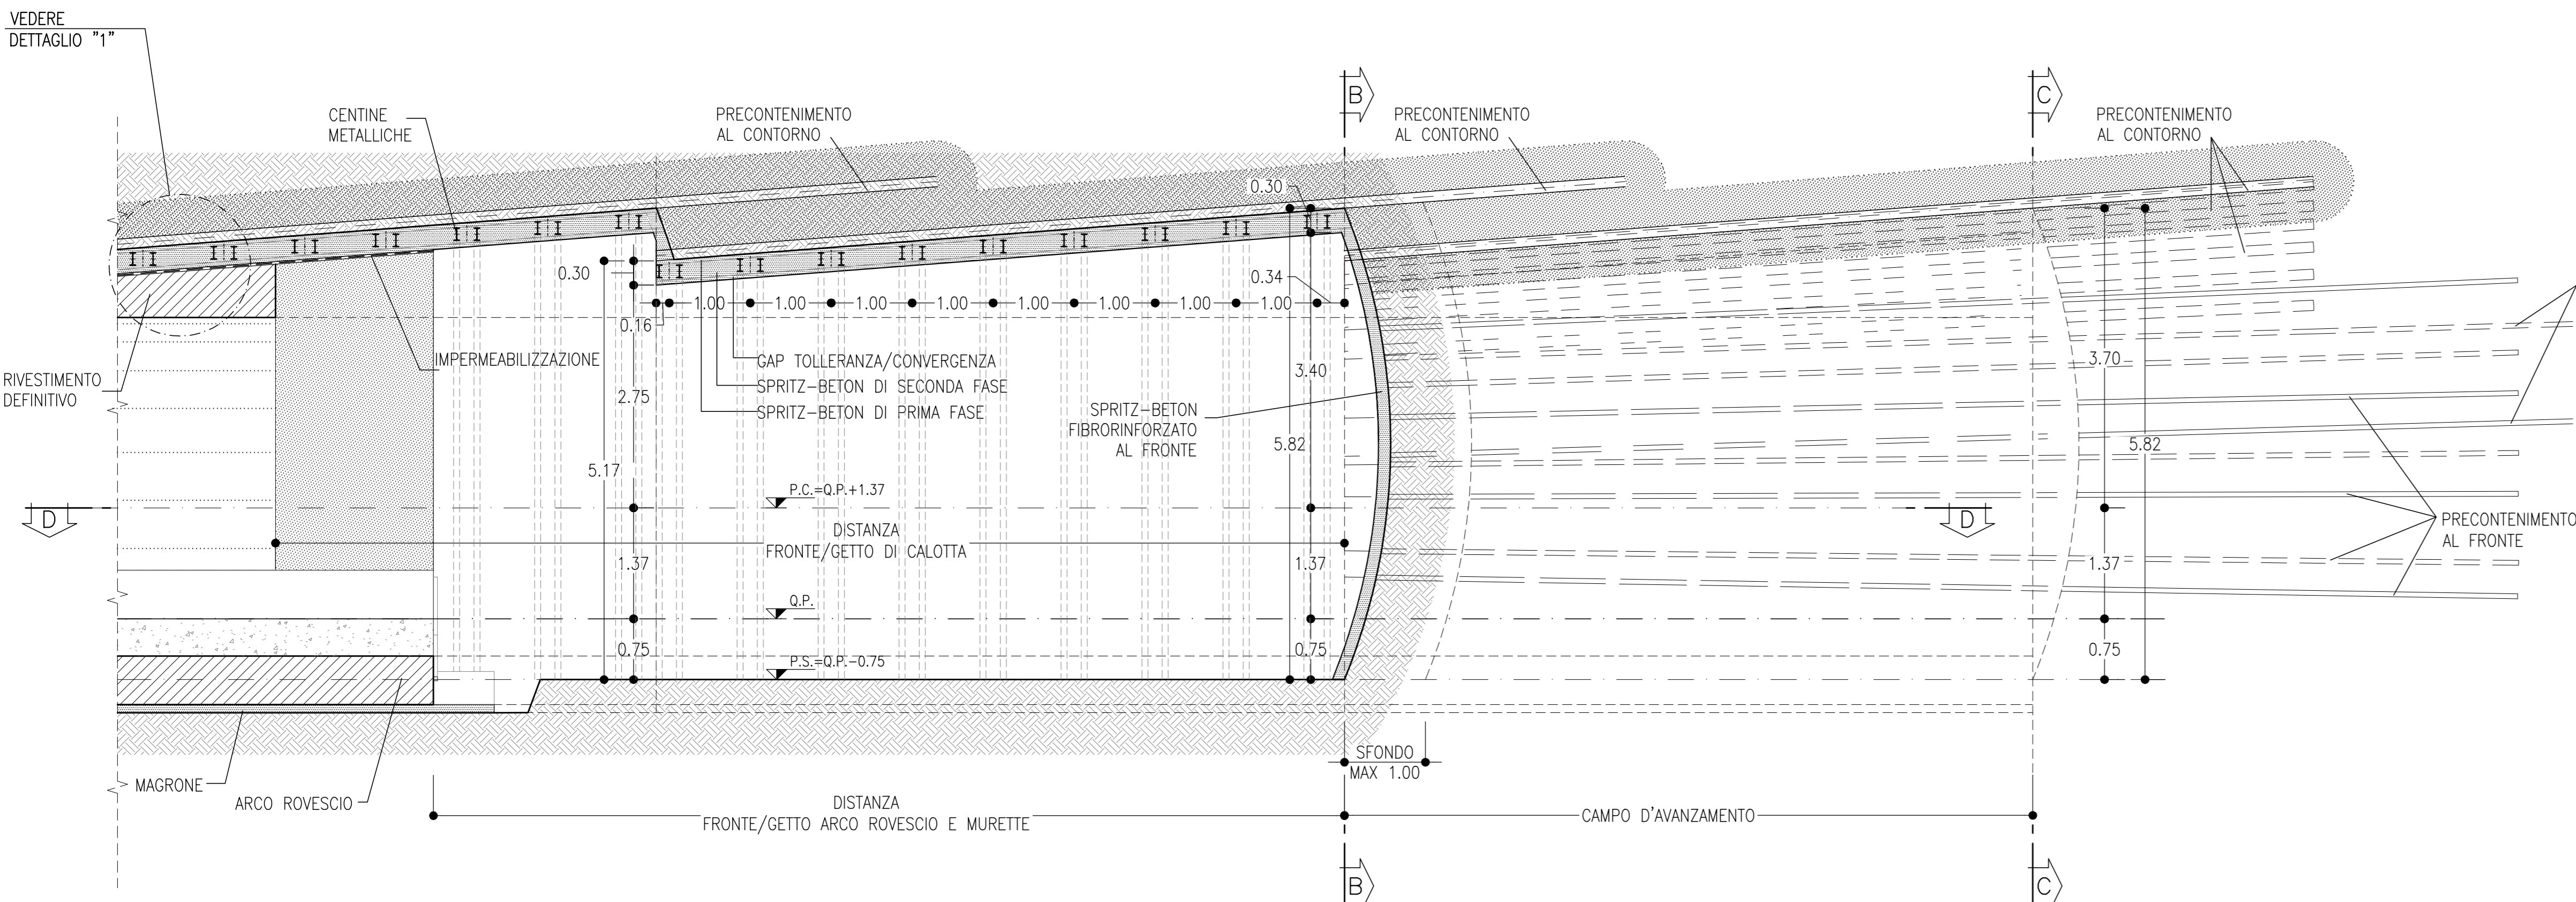 VEDERE
DETTAGLIO "1"
CENTINE
METALLICHE
PRECONTENIMENTO
AL CONTORNO
B
PRECONTENIMENTO
AL CONTORNO
C
PRECONTENIMENTO
AL CONTORNO
0.30
0.30
0.34
1.00
1.00
1.00
1.00
1.00
1.00
1.00
1.00
0.16
IMPERMEABILIZZAZIONE
GAP TOLLERANZA/CONVERGENZA
SPRITZ-BETON DI SECONDA FASE
SPRITZ-BETON DI PRIMA FASE
RIVESTIMENTO
DEFINITIVO
2.75
3.40
3.70
SPRITZ-BETON
FIBRORINFORZATO
AL FRONTE
5.17
5.82
5.82
P.C.=Q.P.+1.37
D
D
DISTANZA
FRONTE/GETTO DI CALOTTA
PRECONTENIMENTO
AL FRONTE
1.37
1.37
1.37
Q.P.
0.75
0.75
0.75
P.S.=Q.P.-0.75
SFONDO
MAX 1.00
MAGRONE
ARCO ROVESCIO
DISTANZA
FRONTE/GETTO ARCO ROVESCIO E MURETTE
CAMPO D'AVANZAMENTO
B
C